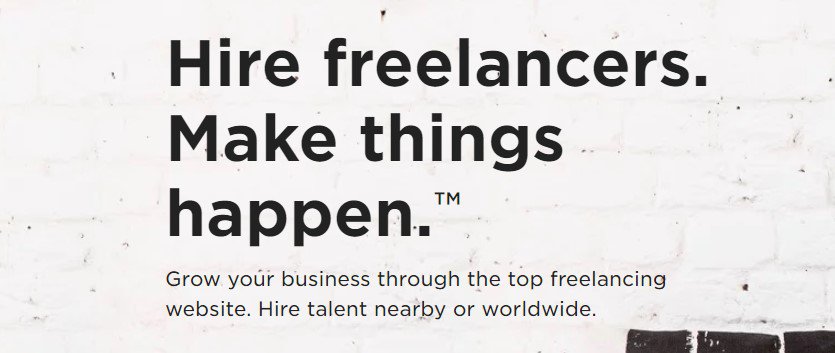 Hire freelancers.
Make things
happen.™
Grow your business through the top freelancing
website. Hire talent nearby or worldwide.